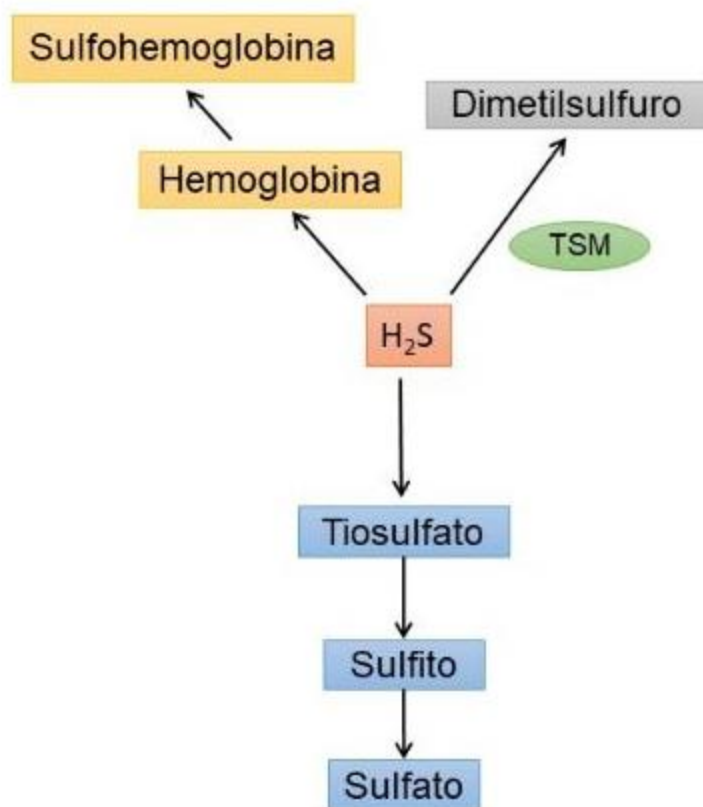 Sulfohemoglobina
Dimetilsulfuro
Hemoglobina
TSM
H₂S
Tiosulfato
Sulfito
Sulfato